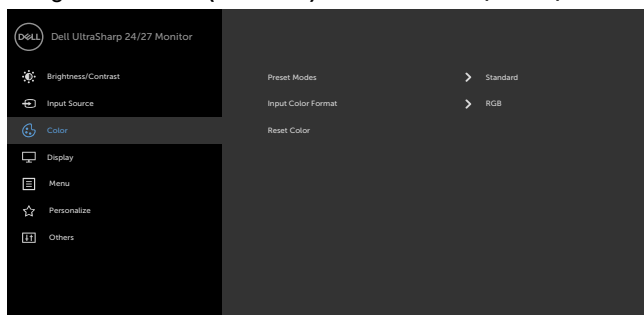 DELL Dell UltraSharp 24/27 Monitor
Brightness/Contrast
Preset Modes > Standard
Input Source
Input Color Format > RGB
Color
Reset Color
Display
Menu
Personalize
Others